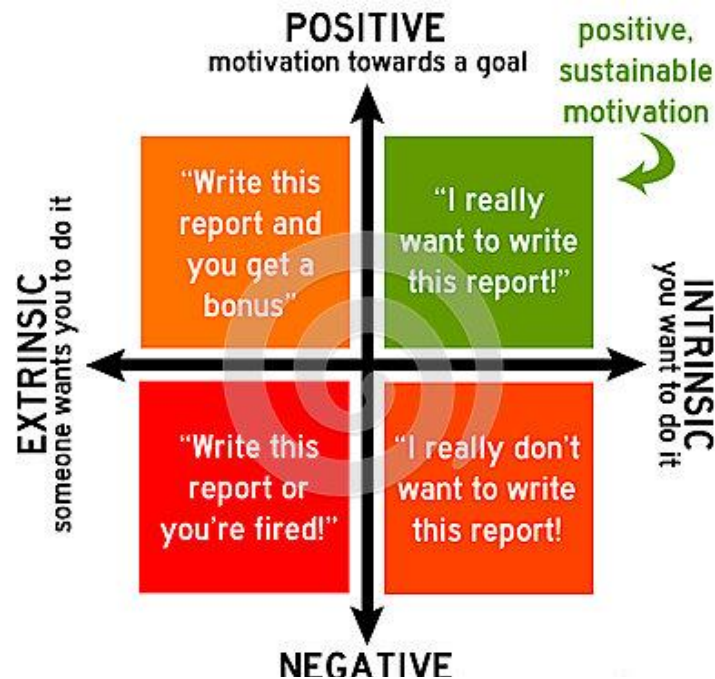 POSITIVE
motivation towards a goal
positive,
sustainable
motivation
“Write this
report and
you get a
bonus”
“I really
want to write
this report!”
EXTRINSIC
someone wants you to do it
INTRINSIC
you want to do it
“Write this
report or
you're fired!”
“I really don't
want to write
this report!
NEGATIVE